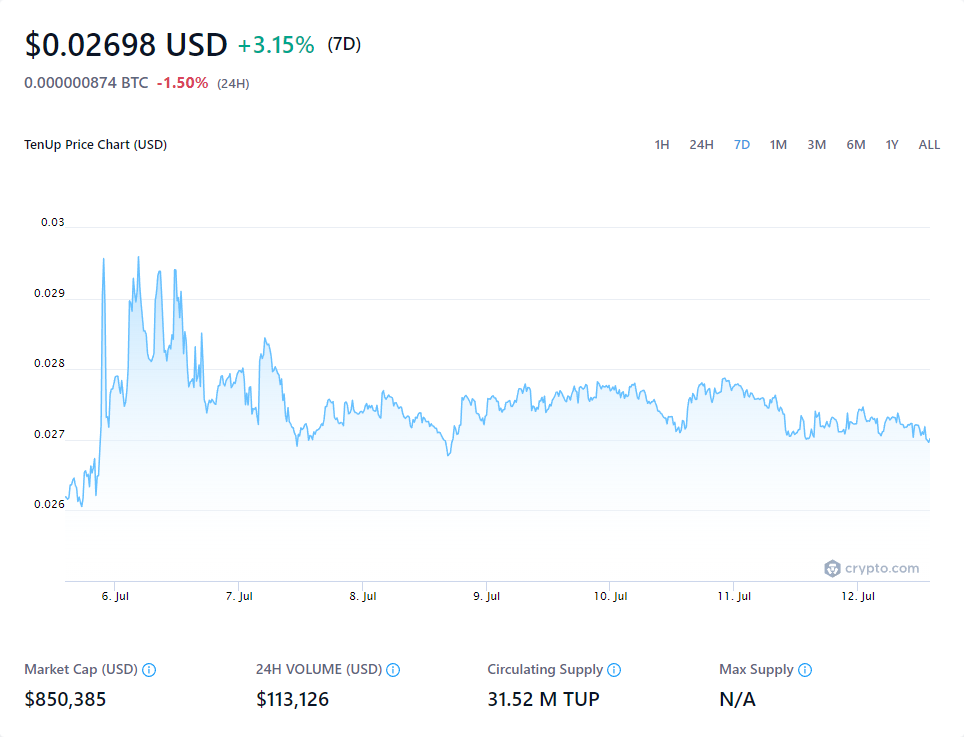 $0.02698 USD +3.15% (7D)
0.000000874 BTC -1.50% (24H)
TenUp Price Chart (USD) 1H 24H 7D 1M 3M 6M 1Y ALL
0.03
0.029
0.028
0.027
0.026
crypto.com
6. Jul 7. Jul 8. Jul 9. Jul 10. Jul 11. Jul 12. Jul
Market Cap (USD) 24H VOLUME (USD) Circulating Supply Max Supply
$850,385 $113,126 31.52 M TUP N/A